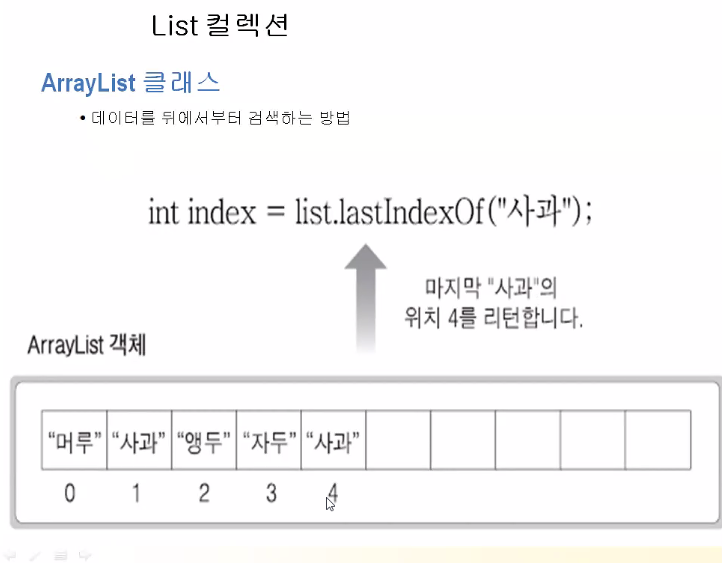 List 컬렉션
ArrayList 클래스
• 데이터를 뒤에서부터 검색하는 방법
int index = list.lastIndexOf("사과");
마지막 "사과"의
위치 4를 리턴합니다.
ArrayList 객체
“머루” “사과” “앵두” “자두” “사과”
0 1 2 3 4